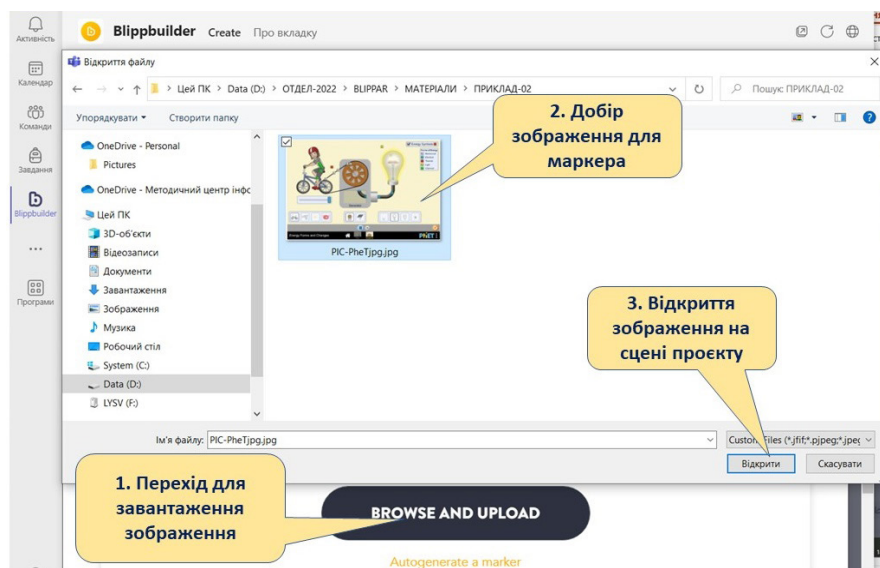 Активність
Календар
Команди
Завдання
Blippbuilder
Програми
Blippbuilder Create Про вкладку
Відкриття файлу
Цей ПК > Data (D:) > ОТДЕЛ-2022 > BLIPPAR > МАТЕРІАЛИ > ПРИКЛАД-02
Пошук: ПРИКЛАД-02
Упорядкувати Створити папку
OneDrive - Personal
Pictures
OneDrive - Методичний центр інфс
Цей ПК
3D-об'єкти
Відеозаписи
Документи
Завантаження
Зображення
Музика
Робочий стіл
System (C:)
Data (D:)
LYSV (F:)
PIC-PheTjpg.jpg
2. Добір
зображення для
маркера
3. Відкриття
зображення на
сцені проєкту
Ім'я файлу: PIC-PheTjpg.jpg
Files (*.jfif;*.pjpeg;*.jpeg
Відкрити Скасувати
1. Перехід для
завантаження
зображення
BROWSE AND UPLOAD
Autogenerate a marker